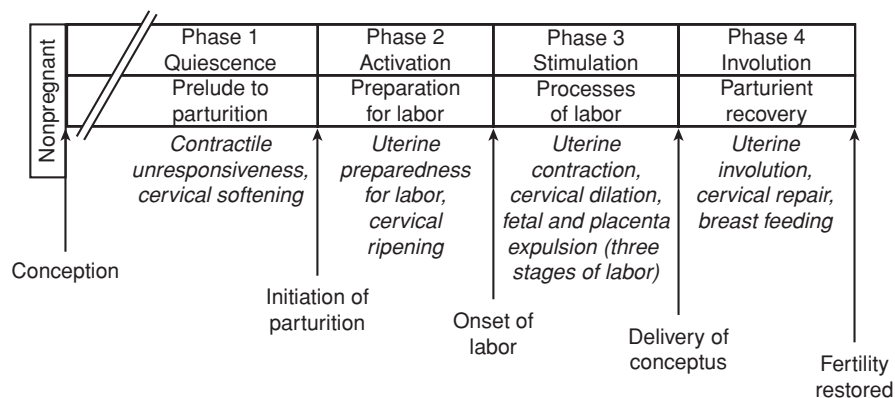 Nonpregnant
Phase 1
Quiescence
Phase 2
Activation
Phase 3
Stimulation
Phase 4
Involution
Prelude to
parturition
Preparation
for labor
Processes
of labor
Parturient
recovery
Contractile
unresponsiveness,
cervical softening
Uterine
preparedness
for labor,
cervical
ripening
Uterine
contraction,
cervical dilation,
fetal and placenta
expulsion (three
stages of labor)
Uterine
involution,
cervical repair,
breast feeding
Conception
Initiation of
parturition
Onset of
labor
Delivery of
conceptus
Fertility
restored